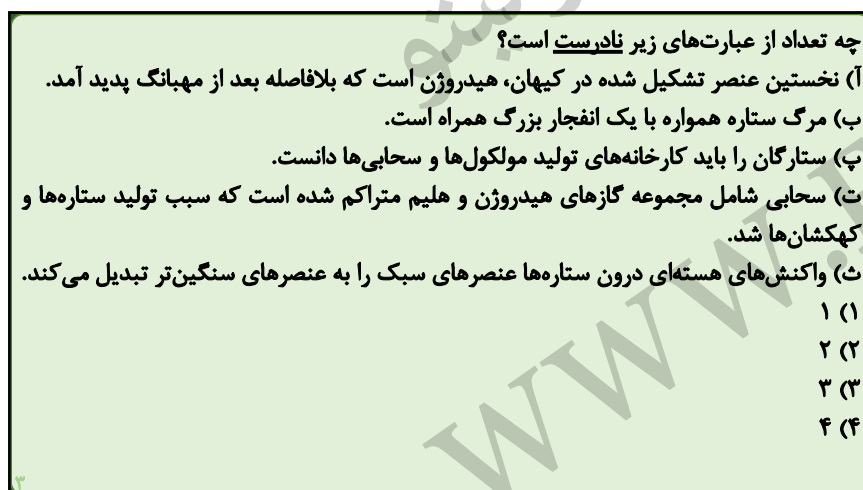 چه تعداد از عبارت‌های زیر نادرست است؟
آ) نخستین عنصر تشکیل شده در کیهان، هیدروژن است که بلافاصله بعد از مهبانگ پدید آمد.
ب) مرگ ستاره همواره با یک انفجار بزرگ همراه است.
پ) ستارگان را باید کارخانه‌های تولید مولکول‌ها و سحابی‌ها دانست.
ت) سحابی شامل مجموعه گازهای هیدروژن و هلیم متراکم شده است که سبب تولید ستاره‌ها و
کهکشان‌ها شد.
ث) واکنش‌های هسته‌ای درون ستاره‌ها عنصرهای سبک را به عنصرهای سنگین‌تر تبدیل می‌کند.
۱) ۱
۲) ۲
۳) ۳
۴) ۴
۳
WWW.